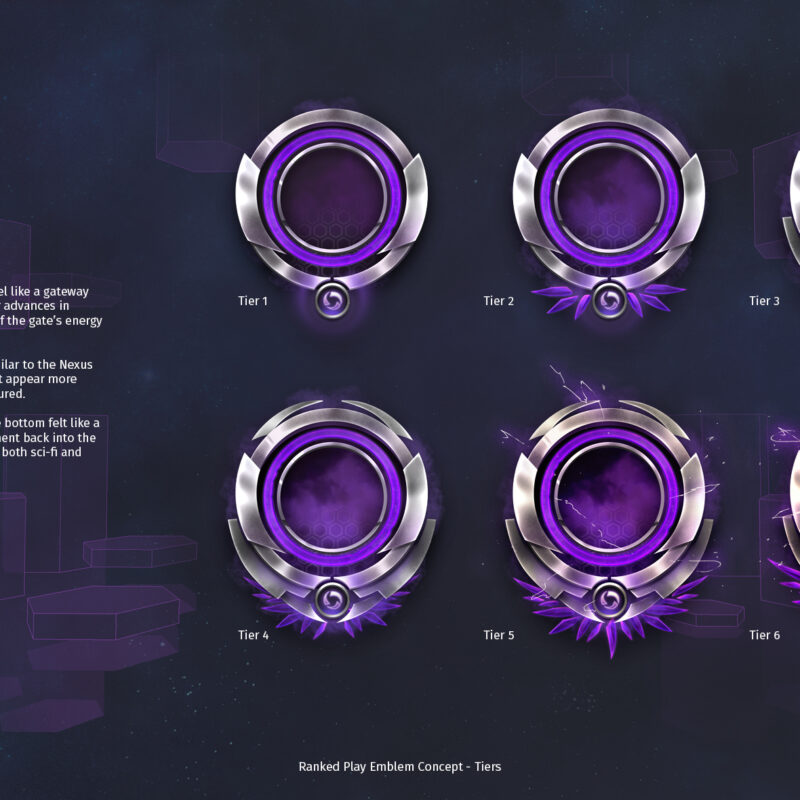 el like a gateway
advances in
f the gate's energy
ilar to the Nexus
t appear more
ured.
e bottom felt like a
nent back into the
both sci-fi and
Tier 1
Tier 2
Tier 3
Tier 4
Tier 5
Tier 6
Ranked Play Emblem Concept - Tiers